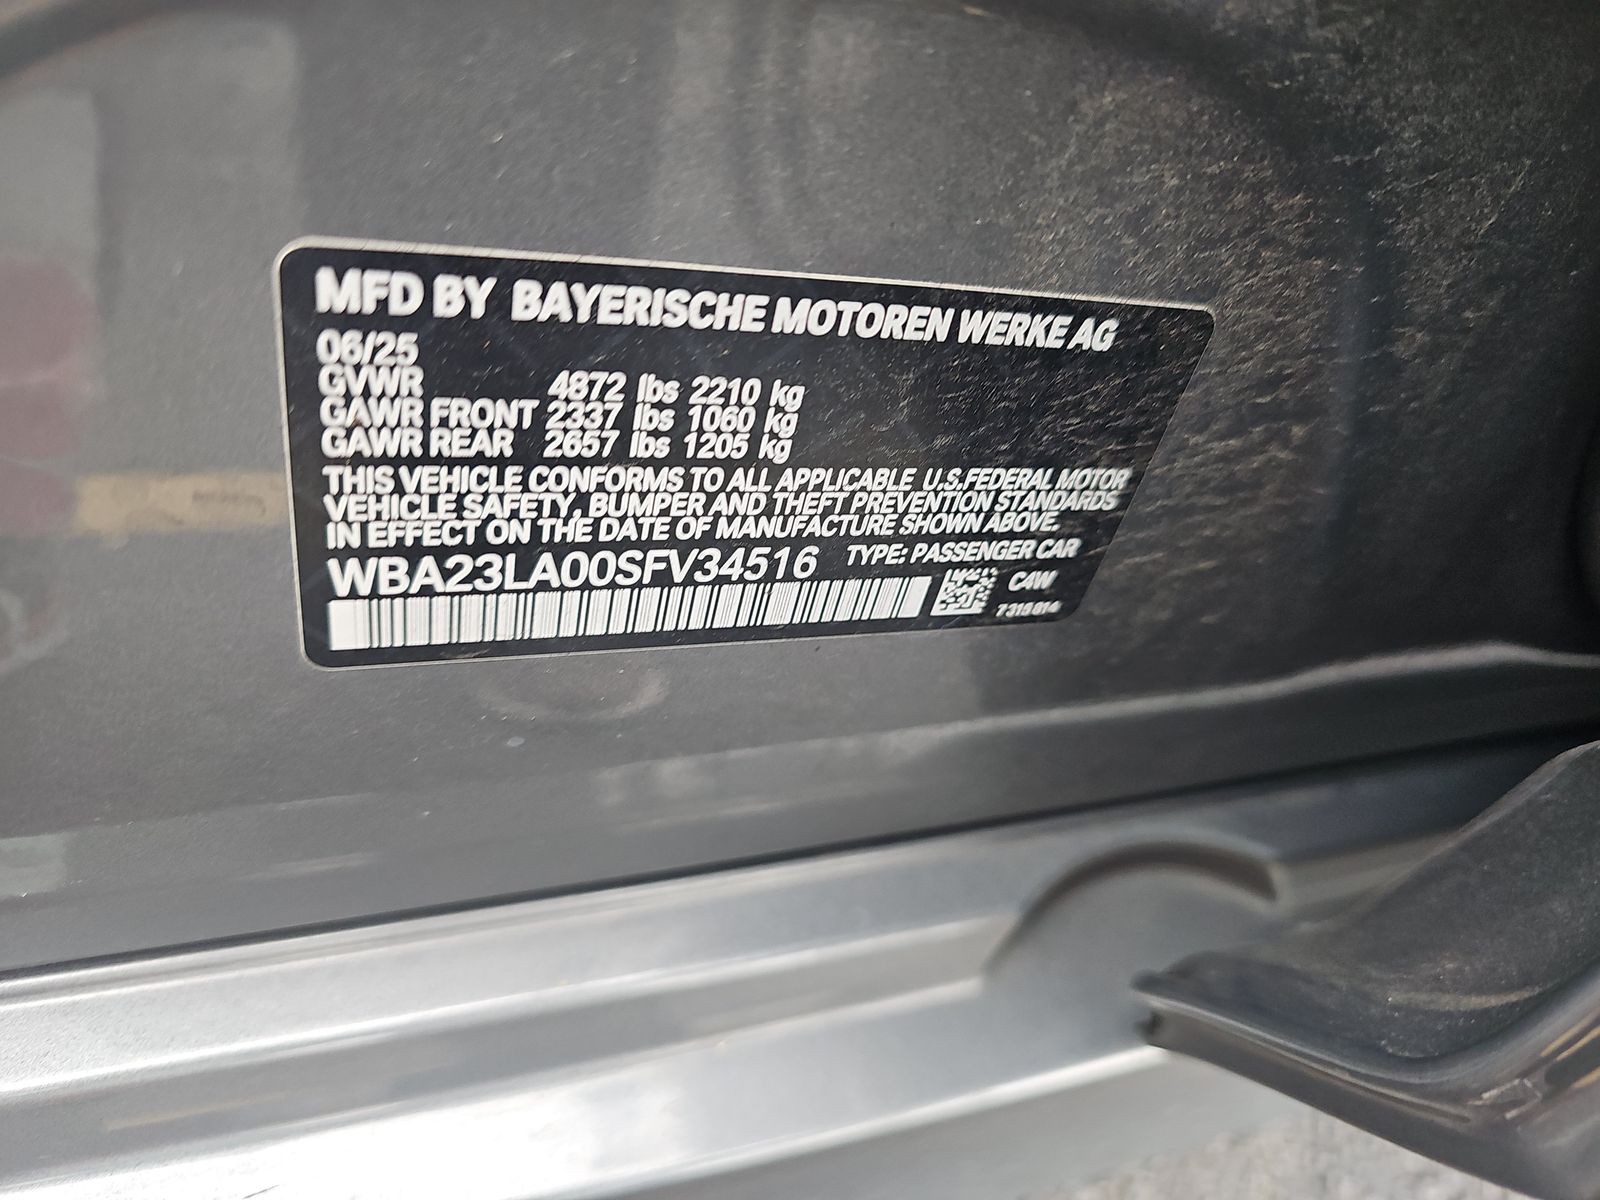 MFD BY BAYERISCHE MOTOREN WERKE AG
06/25
GVWR 4872 lbs 2210 kg
GAWR FRONT 2337 lbs 1060 kg
GAWR REAR 2657 lbs 1205 kg
THIS VEHICLE CONFORMS TO ALL APPLICABLE U.S.FEDERAL MOTOR
VEHICLE SAFETY, BUMPER AND THEFT PREVENTION STANDARDS
IN EFFECT ON THE DATE OF MANUFACTURE SHOWN ABOVE.
WBA23LA00SFV34516 TYPE: PASSENGER CAR
C4W